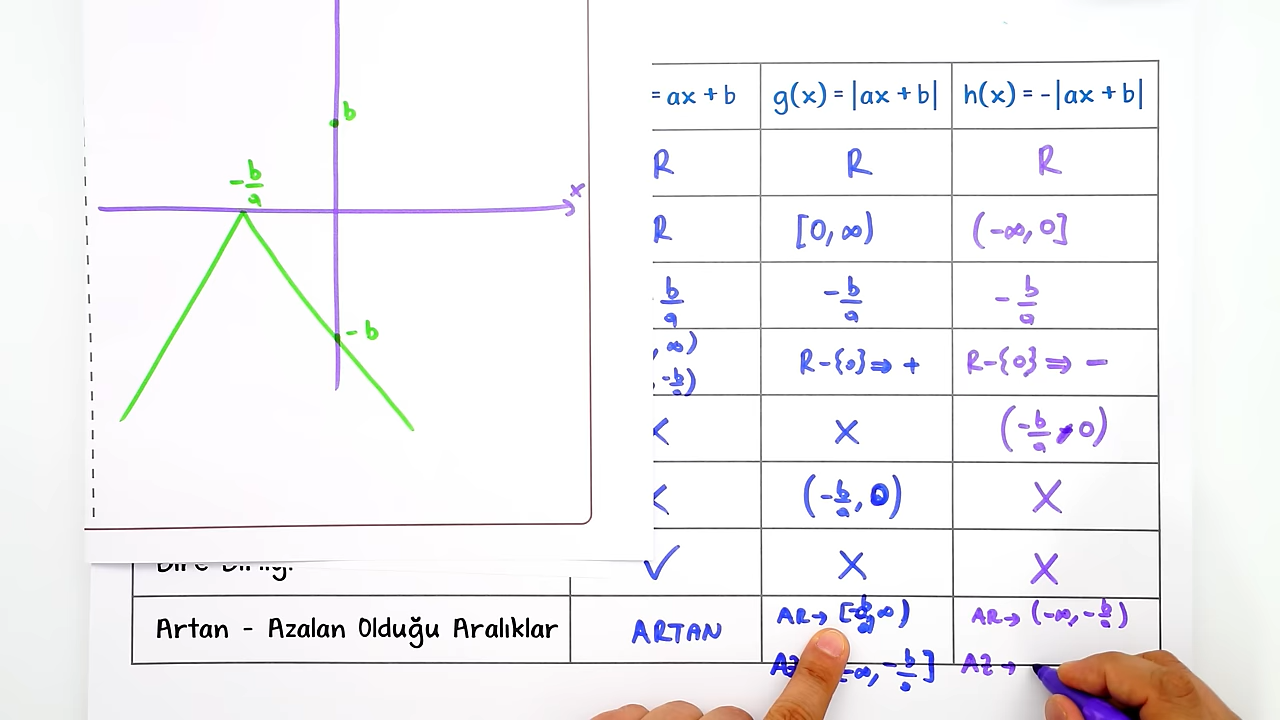 b
-b/a
x
-b
= ax + b g(x) = |ax + b| h(x) = -|ax + b|
R R R
R [0, ∞) (-∞, 0]
b/a -b/a -b/a
, ∞) R-{0} ⇒ + R-{0} ⇒ -
, -b/a)
X (-b/a, 0)
(-b/a, 0) X
√ X X
Artan - Azalan Olduğu Aralıklar ARTAN AR→ [-b/a, ∞) AR→ (-∞, -b/a)
AZ -∞, -b/a] AZ →